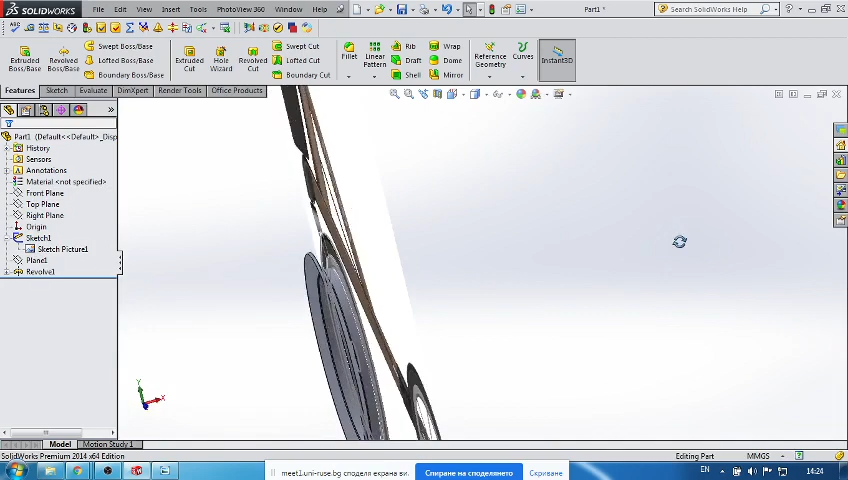 SOLIDWORKS File Edit View Insert Tools PhotoView 360 Window Help Part1 * Search SolidWorks Help
Extruded Boss/Base
Revolved Boss/Base
Swept Boss/Base
Lofted Boss/Base
Boundary Boss/Base
Extruded Cut
Hole Wizard
Revolved Cut
Swept Cut
Lofted Cut
Boundary Cut
Fillet
Linear Pattern
Rib
Draft
Shell
Wrap
Dome
Mirror
Reference Geometry
Curves
Instant3D
Features Sketch Evaluate DimXpert Render Tools Office Products
Part1 (Default<<Default>_Disp
History
Sensors
Annotations
Material <not specified>
Front Plane
Top Plane
Right Plane
Origin
Sketch1
Sketch Picture1
Plane1
Revolve1
Y
X
Model Motion Study 1
SolidWorks Premium 2014 x64 Edition Editing Part MMGS
meet1.uni-ruse.bg споделя екрана ви. Спиране на споделянето Скриване EN 14:24